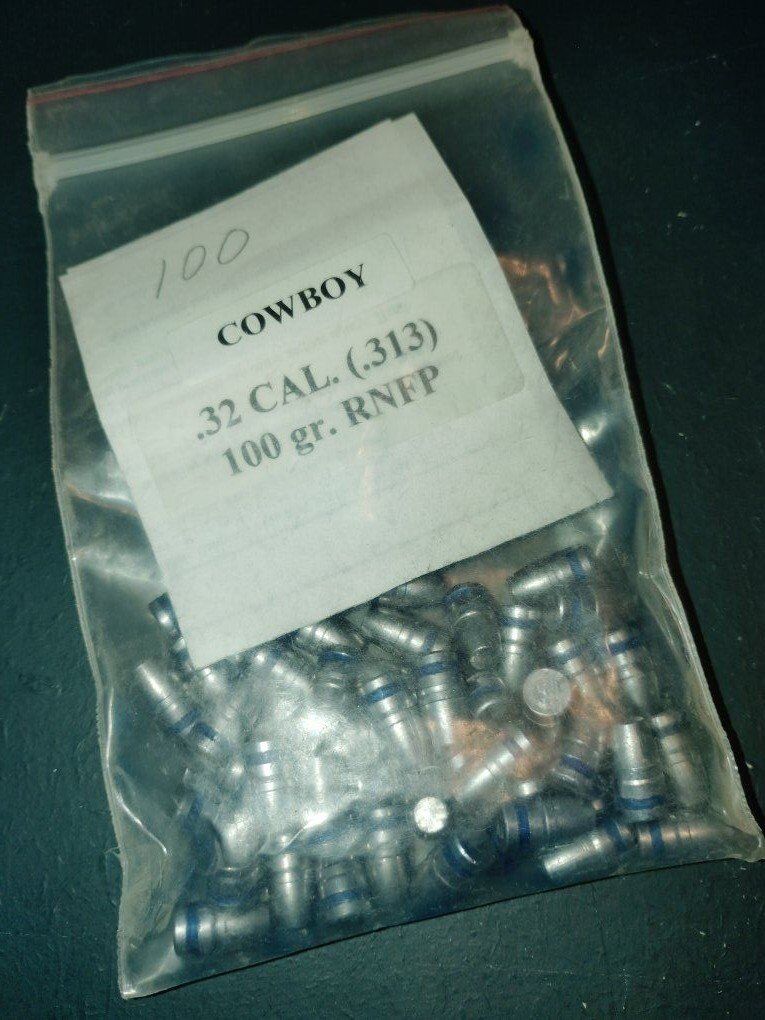 100
COWBOY
.32 CAL. (.313)
100 gr. RNFP